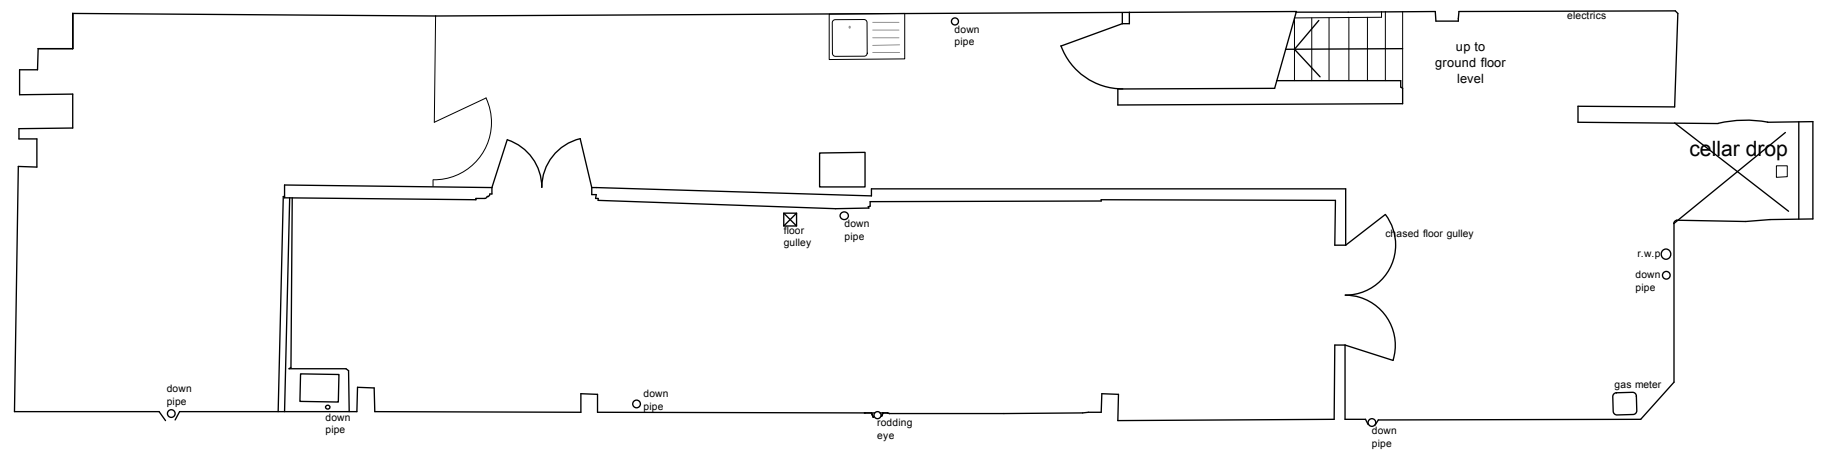 electrics
down
pipe
up to
ground floor
level
cellar drop
floor
gulley
down
pipe
chased floor gulley
r.w.p
down
pipe
down
pipe
down
pipe
down
pipe
gas meter
rodding
eye
down
pipe